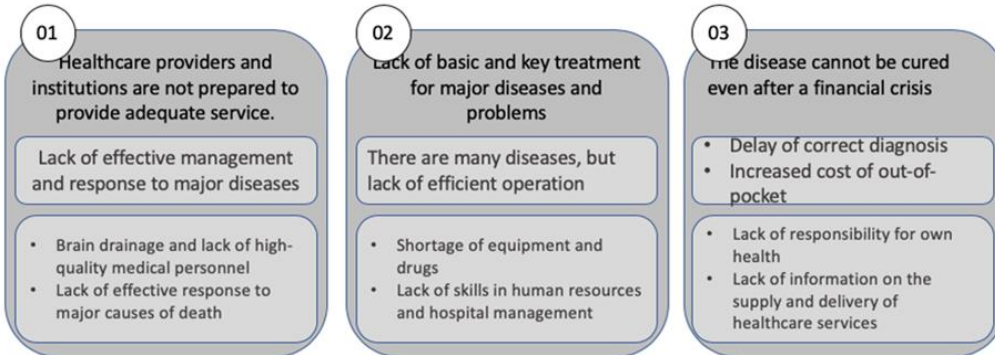 01
Healthcare providers and
institutions are not prepared to
provide adequate service.
Lack of effective management
and response to major diseases
• Brain drainage and lack of high-
quality medical personnel
• Lack of effective response to
major causes of death
02
Lack of basic and key treatment
for major diseases and
problems
There are many diseases, but
lack of efficient operation
• Shortage of equipment and
drugs
• Lack of skills in human resources
and hospital management
03
The disease cannot be cured
even after a financial crisis
• Delay of correct diagnosis
• Increased cost of out-of-
pocket
• Lack of responsibility for own
health
• Lack of information on the
supply and delivery of
healthcare services